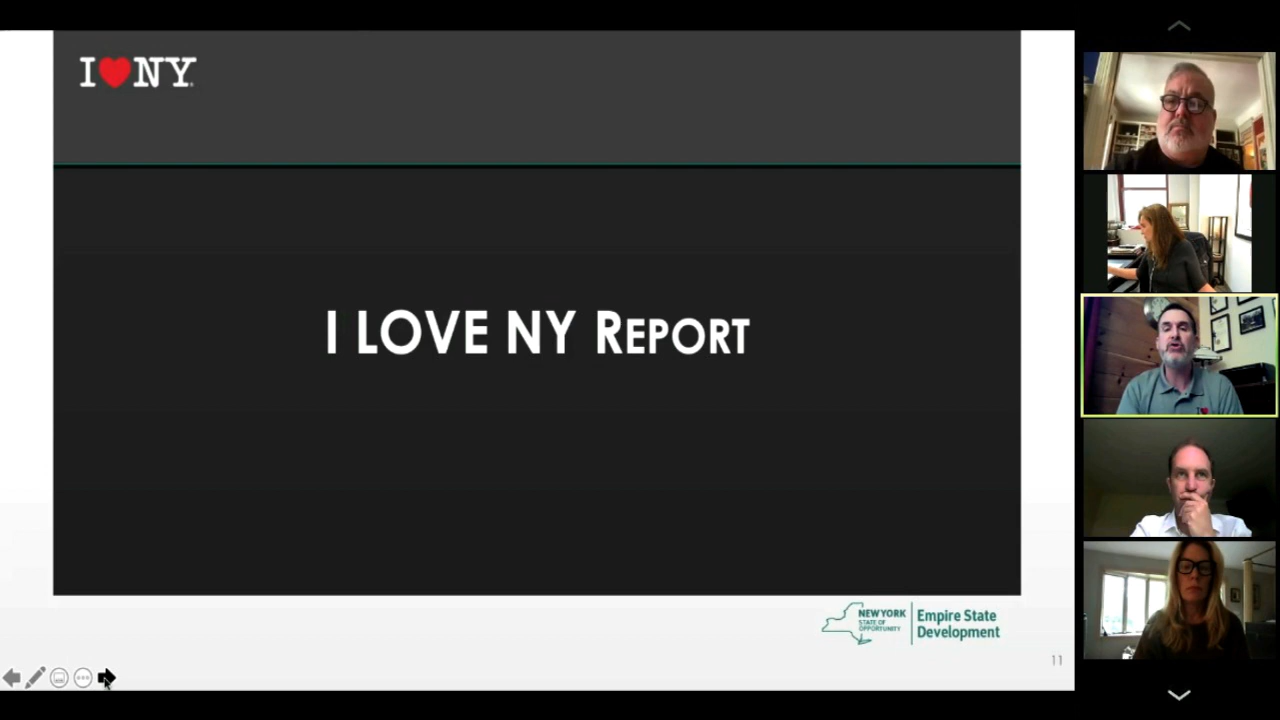 I♥NY
I LOVE NY REPORT
NEW YORK
STATE OF
OPPORTUNITY
Empire State
Development
11